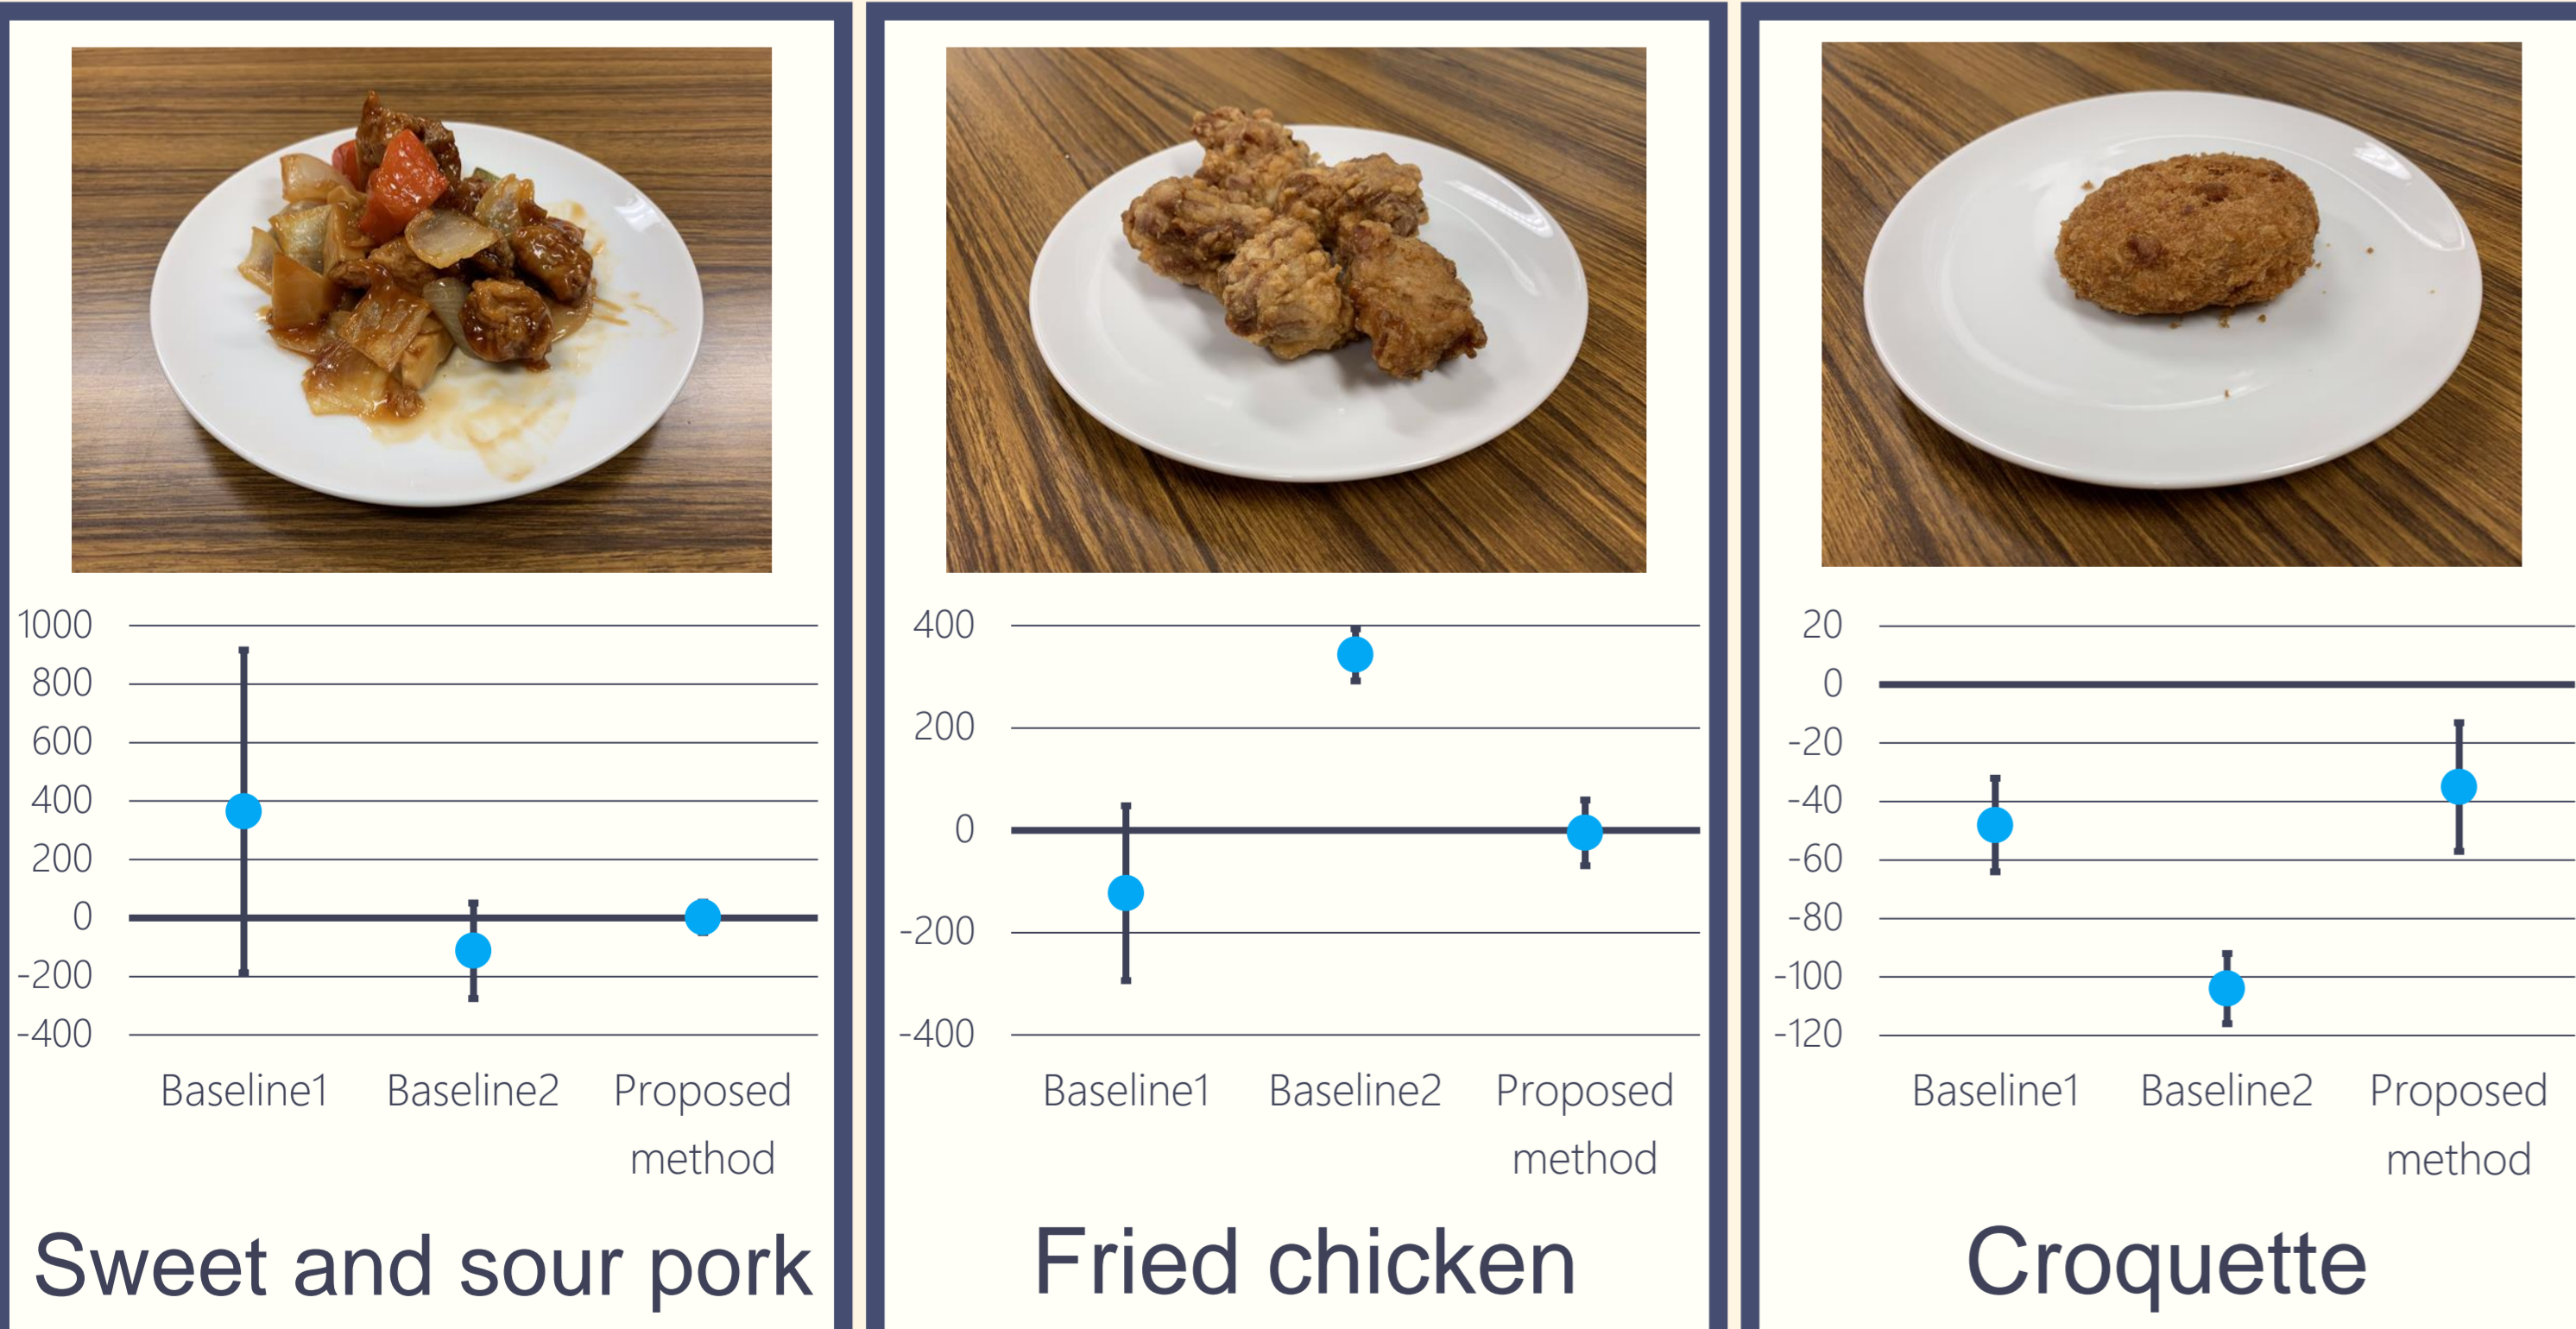 1000
800
600
400
200
0
-200
-400
Baseline1 Baseline2 Proposed
method
Sweet and sour pork
400
200
0
-200
-400
Baseline1 Baseline2 Proposed
method
Fried chicken
20
0
-20
-40
-60
-80
-100
-120
Baseline1 Baseline2 Proposed
method
Croquette